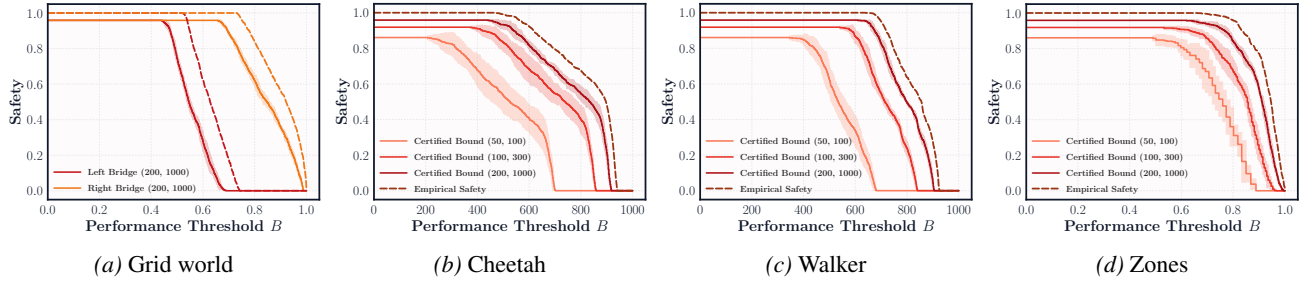 1.0
0.8
0.6
0.4
0.2
0.0
Safety
Left Bridge (200, 1000)
Right Bridge (200, 1000)
0.0 0.2 0.4 0.6 0.8 1.0
Performance Threshold B
(a) Grid world
1.0
0.8
0.6
0.4
0.2
0.0
Safety
Certified Bound (50, 100)
Certified Bound (100, 300)
Certified Bound (200, 1000)
Empirical Safety
0 200 400 600 800 1000
Performance Threshold B
(b) Cheetah
1.0
0.8
0.6
0.4
0.2
0.0
Safety
Certified Bound (50, 100)
Certified Bound (100, 300)
Certified Bound (200, 1000)
Empirical Safety
0 200 400 600 800 1000
Performance Threshold B
(c) Walker
1.0
0.8
0.6
0.4
0.2
0.0
Safety
Certified Bound (50, 100)
Certified Bound (100, 300)
Certified Bound (200, 1000)
Empirical Safety
0.0 0.2 0.4 0.6 0.8 1.0
Performance Threshold B
(d) Zones